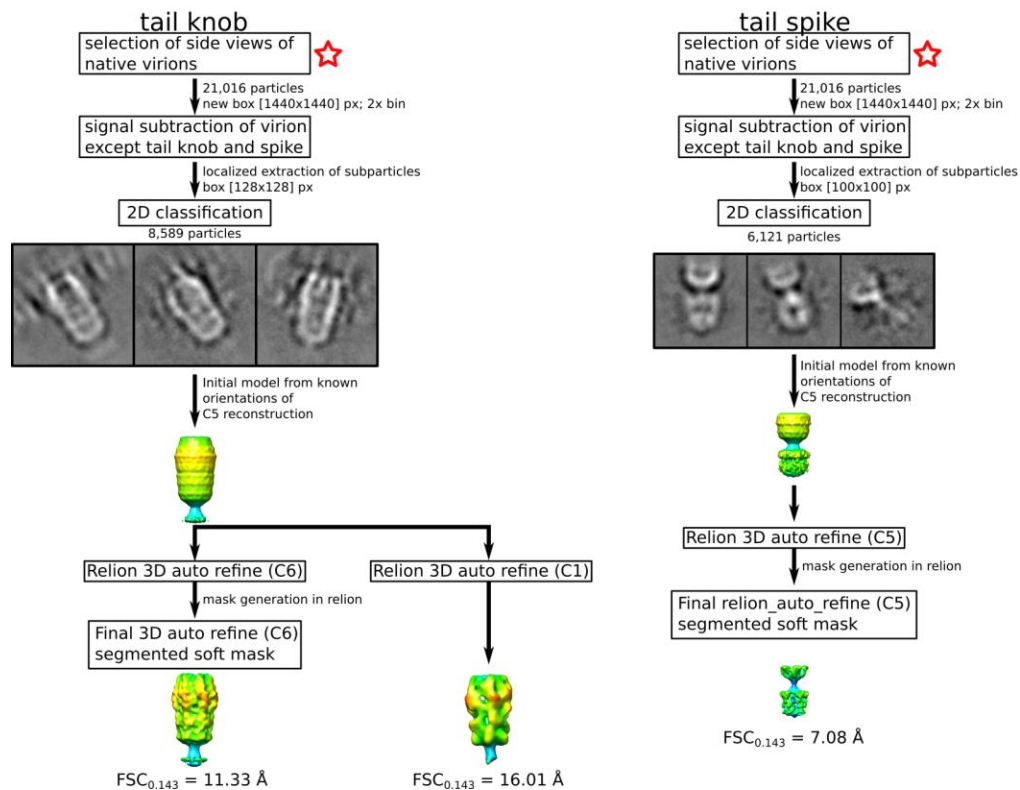 tail knob
selection of side views of
native virions
21,016 particles
new box [1440x1440] px; 2x bin
signal subtraction of virion
except tail knob and spike
localized extraction of subparticles
box [128x128] px
2D classification
8,589 particles
Initial model from known
orientations of
C5 reconstruction
Relion 3D auto refine (C6)
Relion 3D auto refine (C1)
mask generation in relion
Final 3D auto refine (C6)
segmented soft mask
FSC0.143 = 11.33 Å
FSC0.143 = 16.01 Å
tail spike
selection of side views of
native virions
21,016 particles
new box [1440x1440] px; 2x bin
signal subtraction of virion
except tail knob and spike
localized extraction of subparticles
box [100x100] px
2D classification
6,121 particles
Initial model from known
orientations of
C5 reconstruction
Relion 3D auto refine (C5)
mask generation in relion
Final relion_auto_refine (C5)
segmented soft mask
FSC0.143 = 7.08 Å